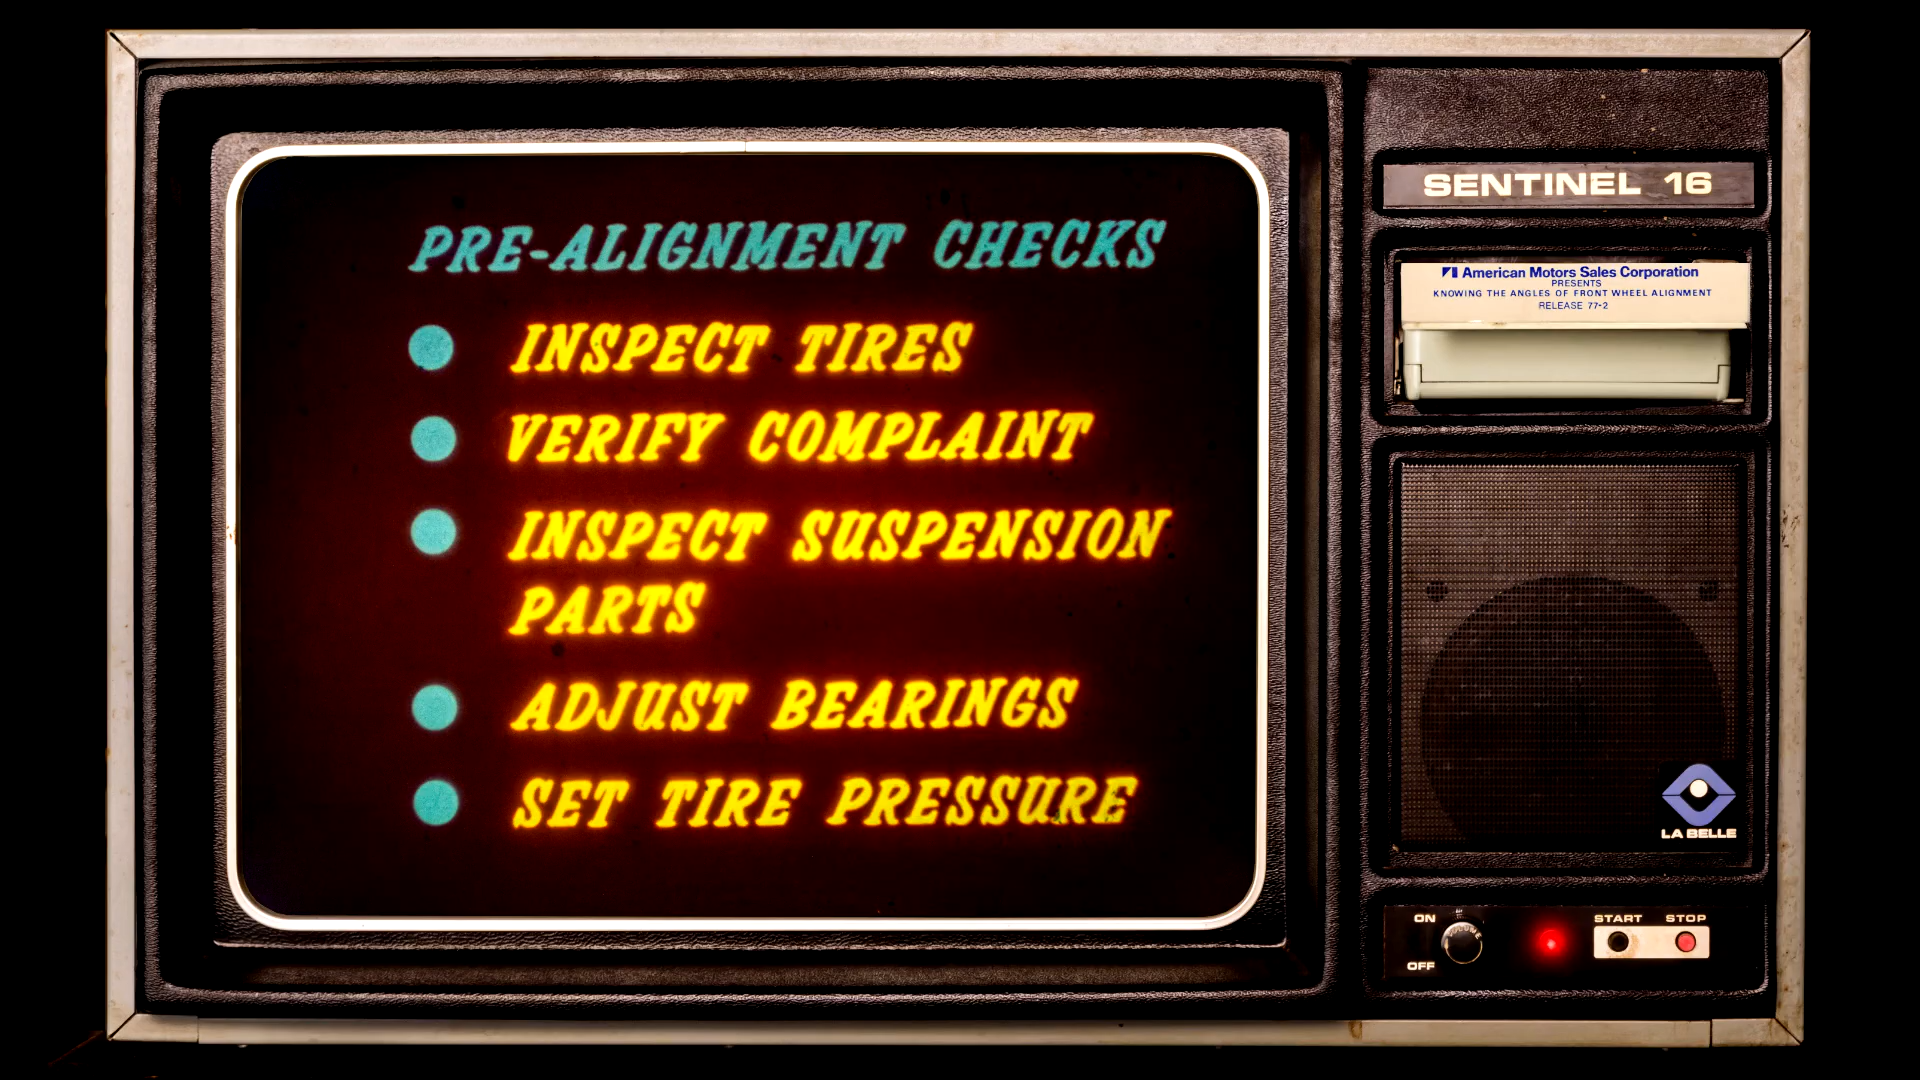 PRE-ALIGNMENT CHECKS
INSPECT TIRES
VERIFY COMPLAINT
INSPECT SUSPENSION
PARTS
ADJUST BEARINGS
SET TIRE PRESSURE
SENTINEL 16
American Motors Sales Corporation
PRESENTS
KNOWING THE ANGLES OF FRONT WHEEL ALIGNMENT
RELEASE 77-2
LA BELLE
ON
VOLUME
OFF
START STOP